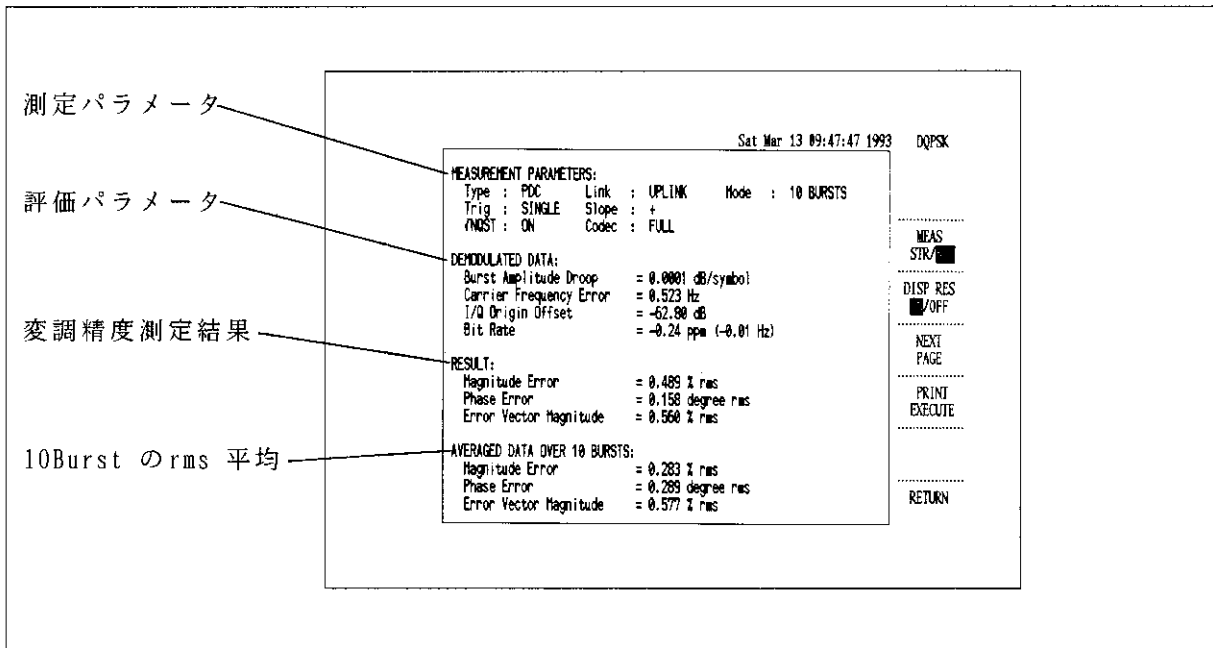 測定パラメータ
評価パラメータ
変調精度測定結果
10Burst のrms 平均
Sat Mar 13 09:47:47 1993 DQPSK
MEASUREMENT PARAMETERS:
Type : PDC Link : UPLINK Mode : 10 BURSTS
Trig : SINGLE Slope : +
√NQST : ON Codec : FULL
DEMODULATED DATA:
Burst Amplitude Droop = 0.0001 dB/symbol
Carrier Frequency Error = 0.523 Hz
I/Q Origin Offset = -62.80 dB
Bit Rate = -0.24 ppm (-0.01 Hz)
RESULT:
Magnitude Error = 0.489 % rms
Phase Error = 0.158 degree rms
Error Vector Magnitude = 0.560 % rms
AVERAGED DATA OVER 10 BURSTS:
Magnitude Error = 0.283 % rms
Phase Error = 0.289 degree rms
Error Vector Magnitude = 0.577 % rms
MEAS
STR/
DISP RES
/OFF
NEXT
PAGE
PRINT
EXECUTE
RETURN